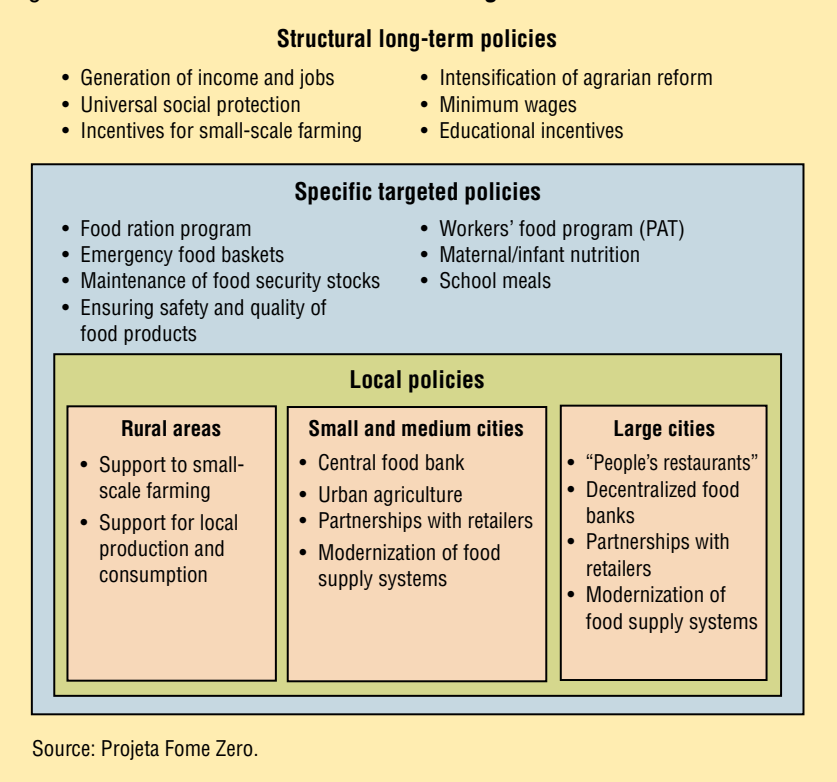 Structural long-term policies
• Generation of income and jobs
• Universal social protection
• Incentives for small-scale farming
• Intensification of agrarian reform
• Minimum wages
• Educational incentives
Specific targeted policies
• Food ration program
• Emergency food baskets
• Maintenance of food security stocks
• Ensuring safety and quality of
food products
• Workers’ food program (PAT)
• Maternal/infant nutrition
• School meals
Local policies
Rural areas
• Support to small-
scale farming
• Support for local
production and
consumption
Small and medium cities
• Central food bank
• Urban agriculture
• Partnerships with retailers
• Modernization of food
supply systems
Large cities
• “People’s restaurants”
• Decentralized food
banks
• Partnerships with
retailers
• Modernization of
food supply systems
Source: Projeta Fome Zero.